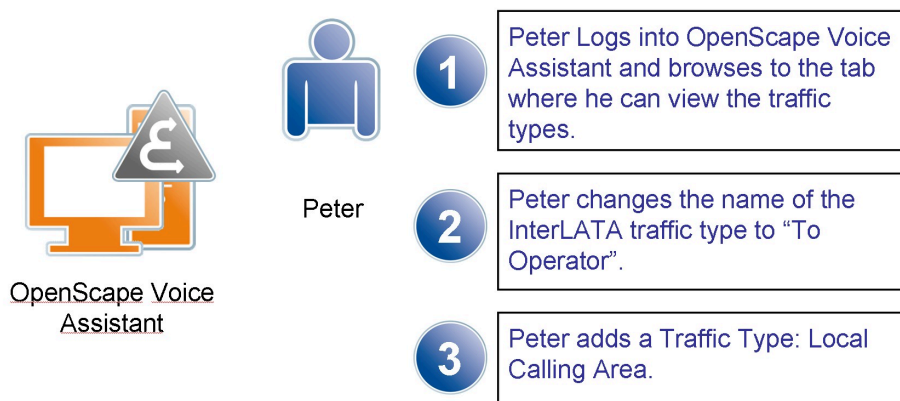 1
Peter Logs into OpenScape Voice
Assistant and browses to the tab
where he can view the traffic
types.
Peter
2
Peter changes the name of the
InterLATA traffic type to “To
Operator”.
OpenScape Voice
Assistant
3
Peter adds a Traffic Type: Local
Calling Area.